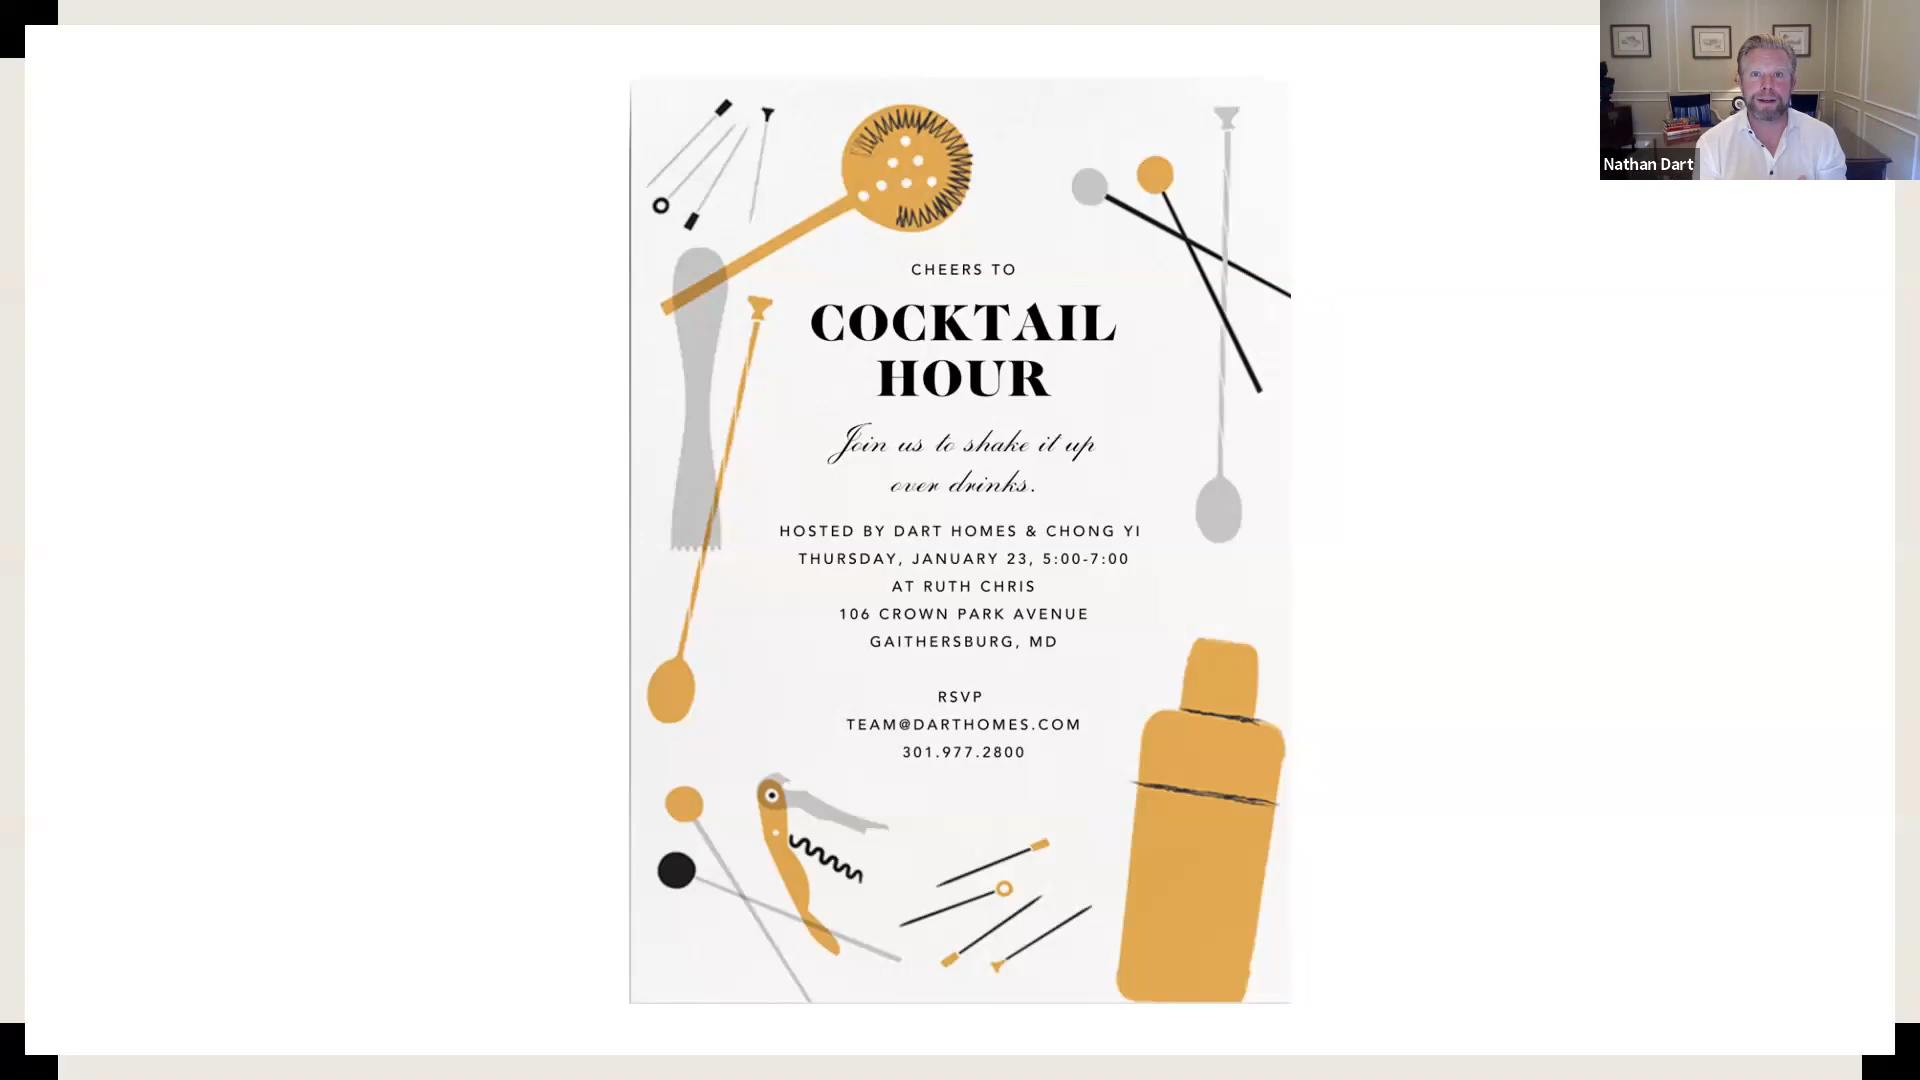 CHEERS TO
COCKTAIL
HOUR
Join us to shake it up
over drinks.
HOSTED BY DART HOMES & CHONG YI
THURSDAY, JANUARY 23, 5:00-7:00
AT RUTH CHRIS
106 CROWN PARK AVENUE
GAITHERSBURG, MD
RSVP
TEAM@DARTHOMES.COM
301.977.2800
Nathan Dart